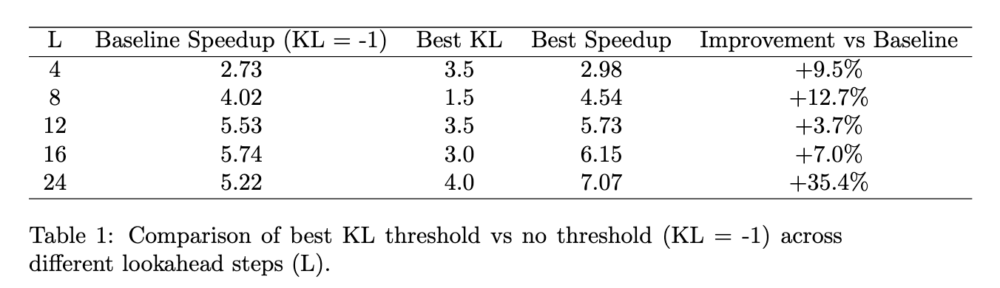 L Baseline Speedup (KL = -1) Best KL Best Speedup Improvement vs Baseline
4 2.73 3.5 2.98 +9.5%
8 4.02 1.5 4.54 +12.7%
12 5.53 3.5 5.73 +3.7%
16 5.74 3.0 6.15 +7.0%
24 5.22 4.0 7.07 +35.4%
Table 1: Comparison of best KL threshold vs no threshold (KL = -1) across
different lookahead steps (L).